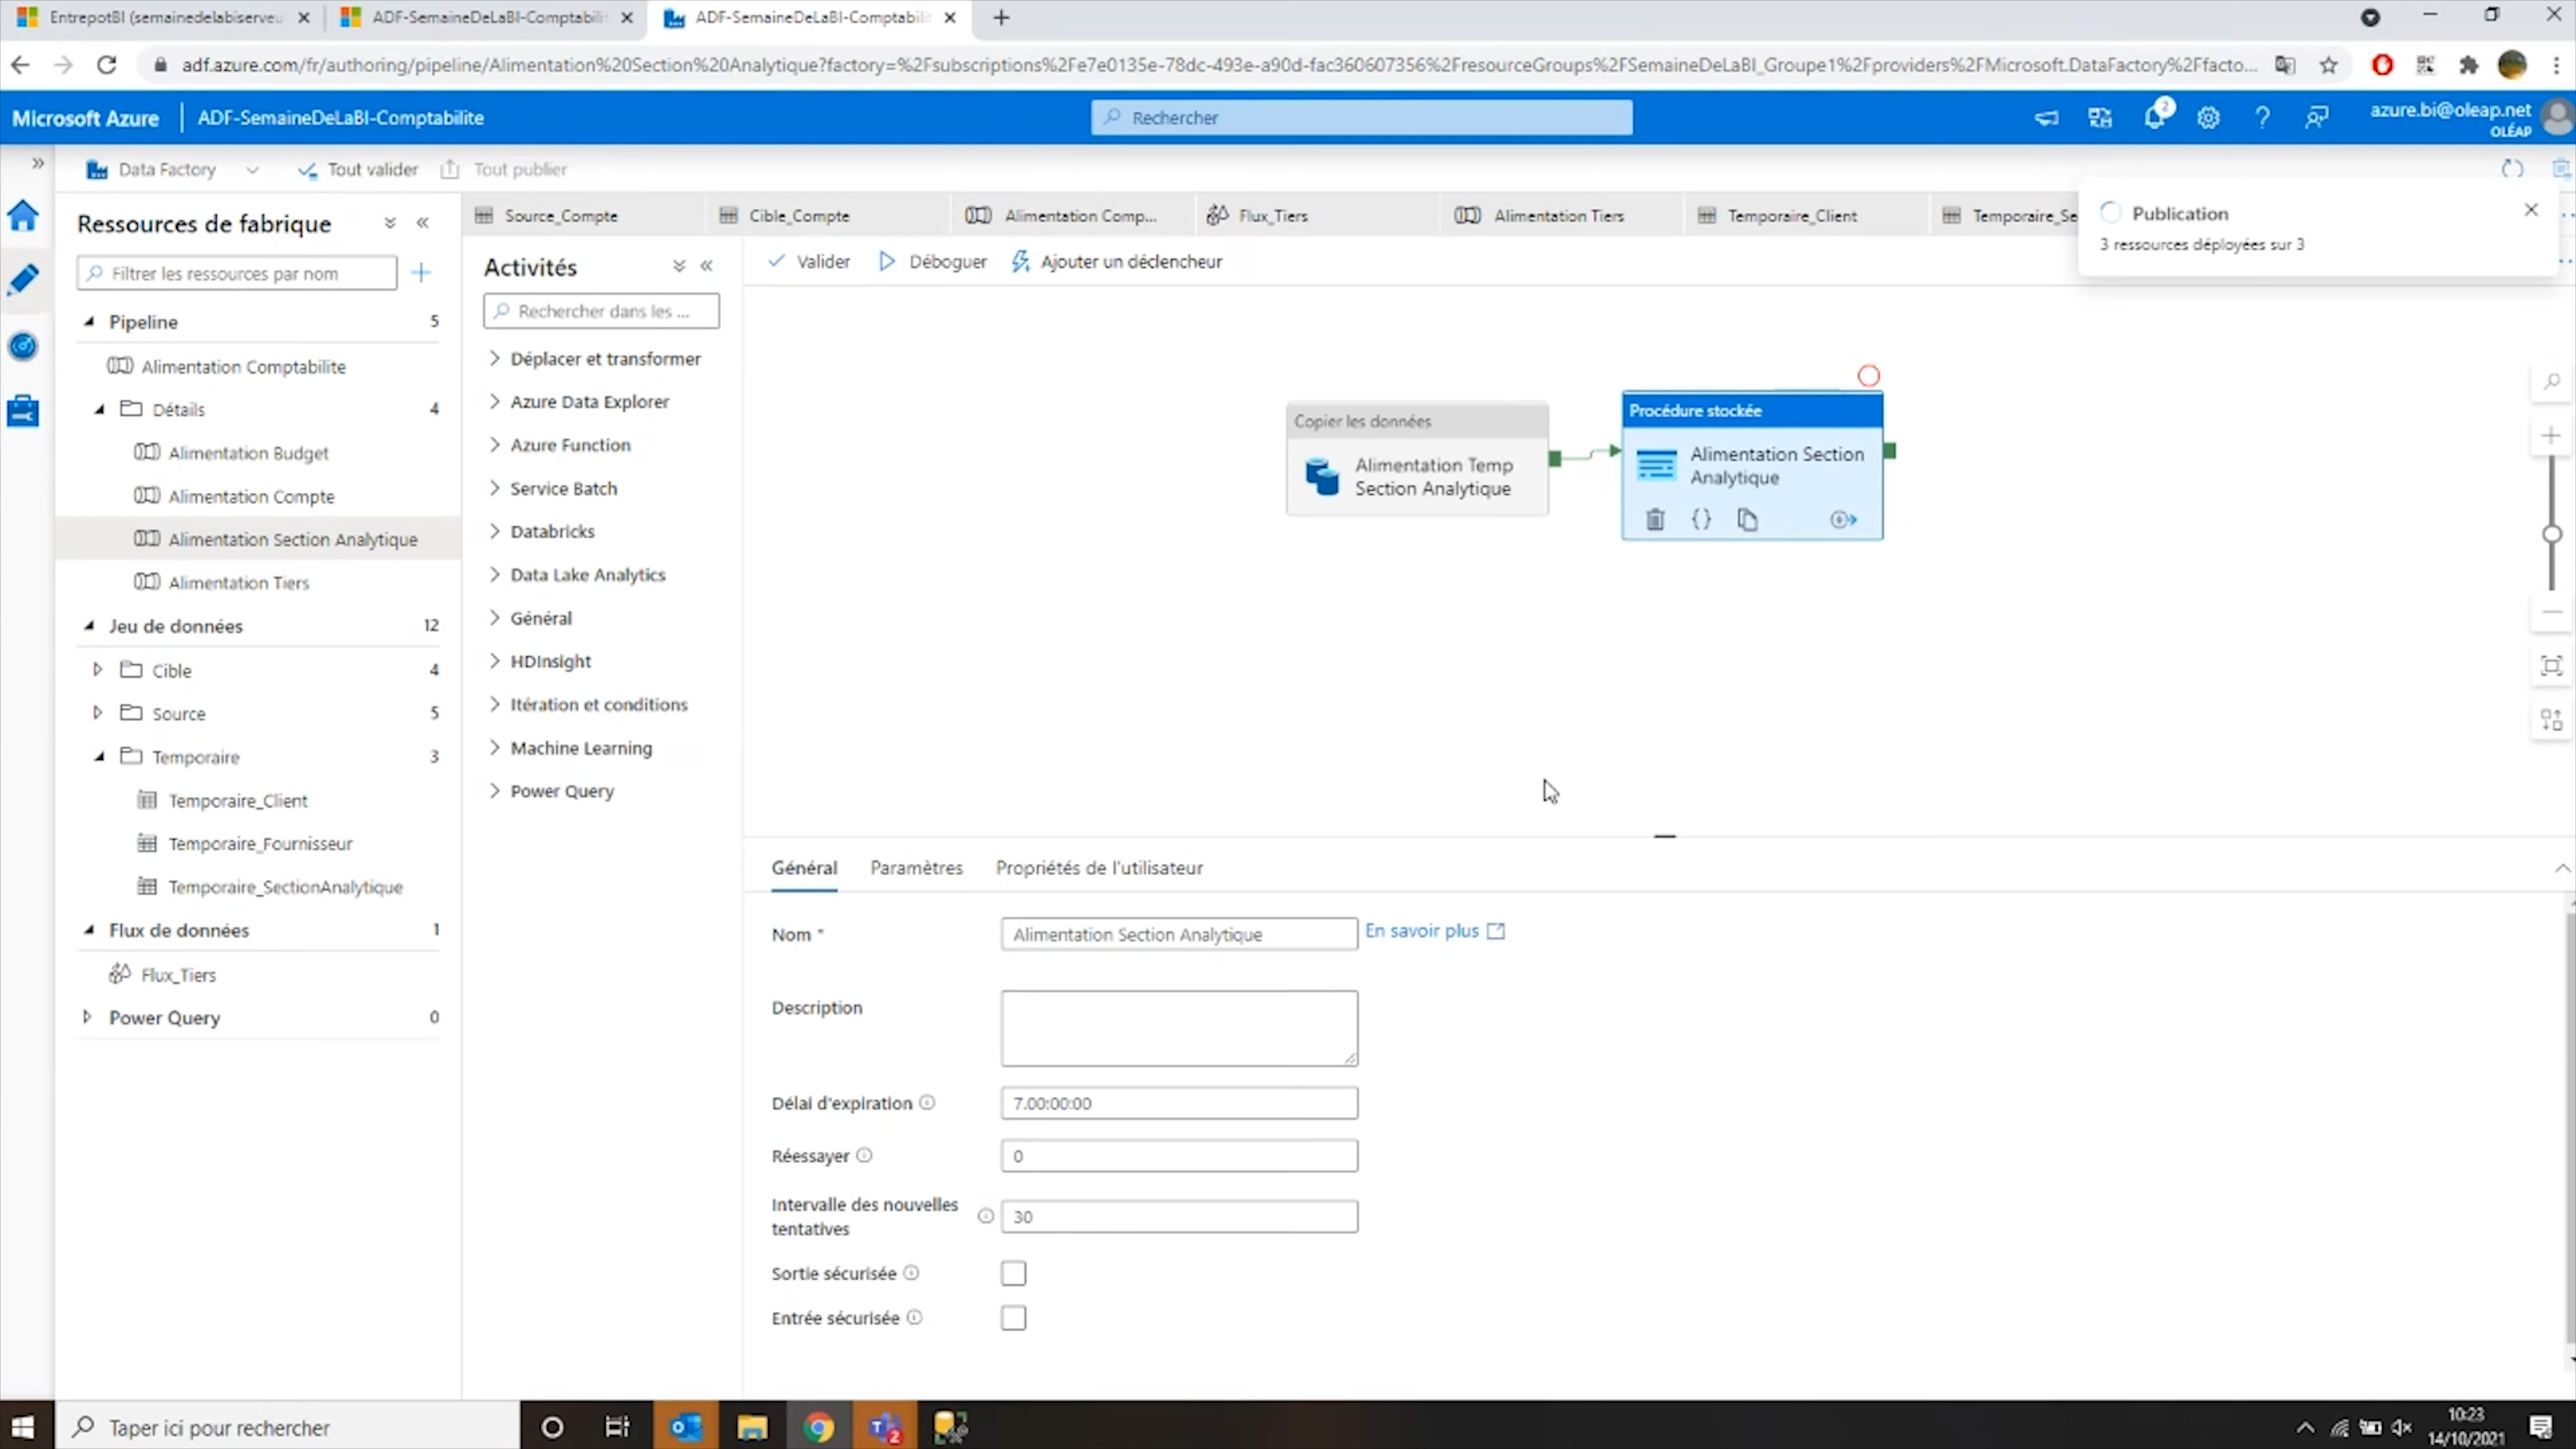 EntrepotBI (semainedelabiserveu
ADF-SemaineDeLaBI-Comptabili
ADF-SemaineDeLaBI-Comptabili
adf.azure.com/fr/authoring/pipeline/Alimentation%20Section%20Analytique?factory=%2Fsubscriptions%2Fe7e0135e-78dc-493e-a90d-fac360607356%2FresourceGroups%2FSemaineDeLaBI_Groupe1%2Fproviders%2FMicrosoft.DataFactory%2Ffacto...
Microsoft Azure
ADF-SemaineDeLaBI-Comptabilite
Rechercher
2
azure.bi@oleap.net
OLÉAP
Data Factory
Tout valider
Tout publier
Ressources de fabrique
Filtrer les ressources par nom
Pipeline 5
Alimentation Comptabilite
Détails 4
Alimentation Budget
Alimentation Compte
Alimentation Section Analytique
Alimentation Tiers
Jeu de données 12
Cible 4
Source 5
Temporaire 3
Temporaire_Client
Temporaire_Fournisseur
Temporaire_SectionAnalytique
Flux de données 1
Flux_Tiers
Power Query 0
Source_Compte
Cible_Compte
Alimentation Comp...
Flux_Tiers
Alimentation Tiers
Temporaire_Client
Temporaire_Se
Publication
3 ressources déployées sur 3
Activités
Rechercher dans les ...
Déplacer et transformer
Azure Data Explorer
Azure Function
Service Batch
Databricks
Data Lake Analytics
Général
HDInsight
Itération et conditions
Machine Learning
Power Query
Valider
Déboguer
Ajouter un déclencheur
Copier les données
Alimentation Temp
Section Analytique
Procédure stockée
Alimentation Section
Analytique
Général
Paramètres
Propriétés de l'utilisateur
Nom *
Alimentation Section Analytique
En savoir plus
Description
Délai d'expiration
7.00:00:00
Réessayer
0
Intervalle des nouvelles
tentatives
30
Sortie sécurisée
Entrée sécurisée
Taper ici pour rechercher
2
10:23
14/10/2021